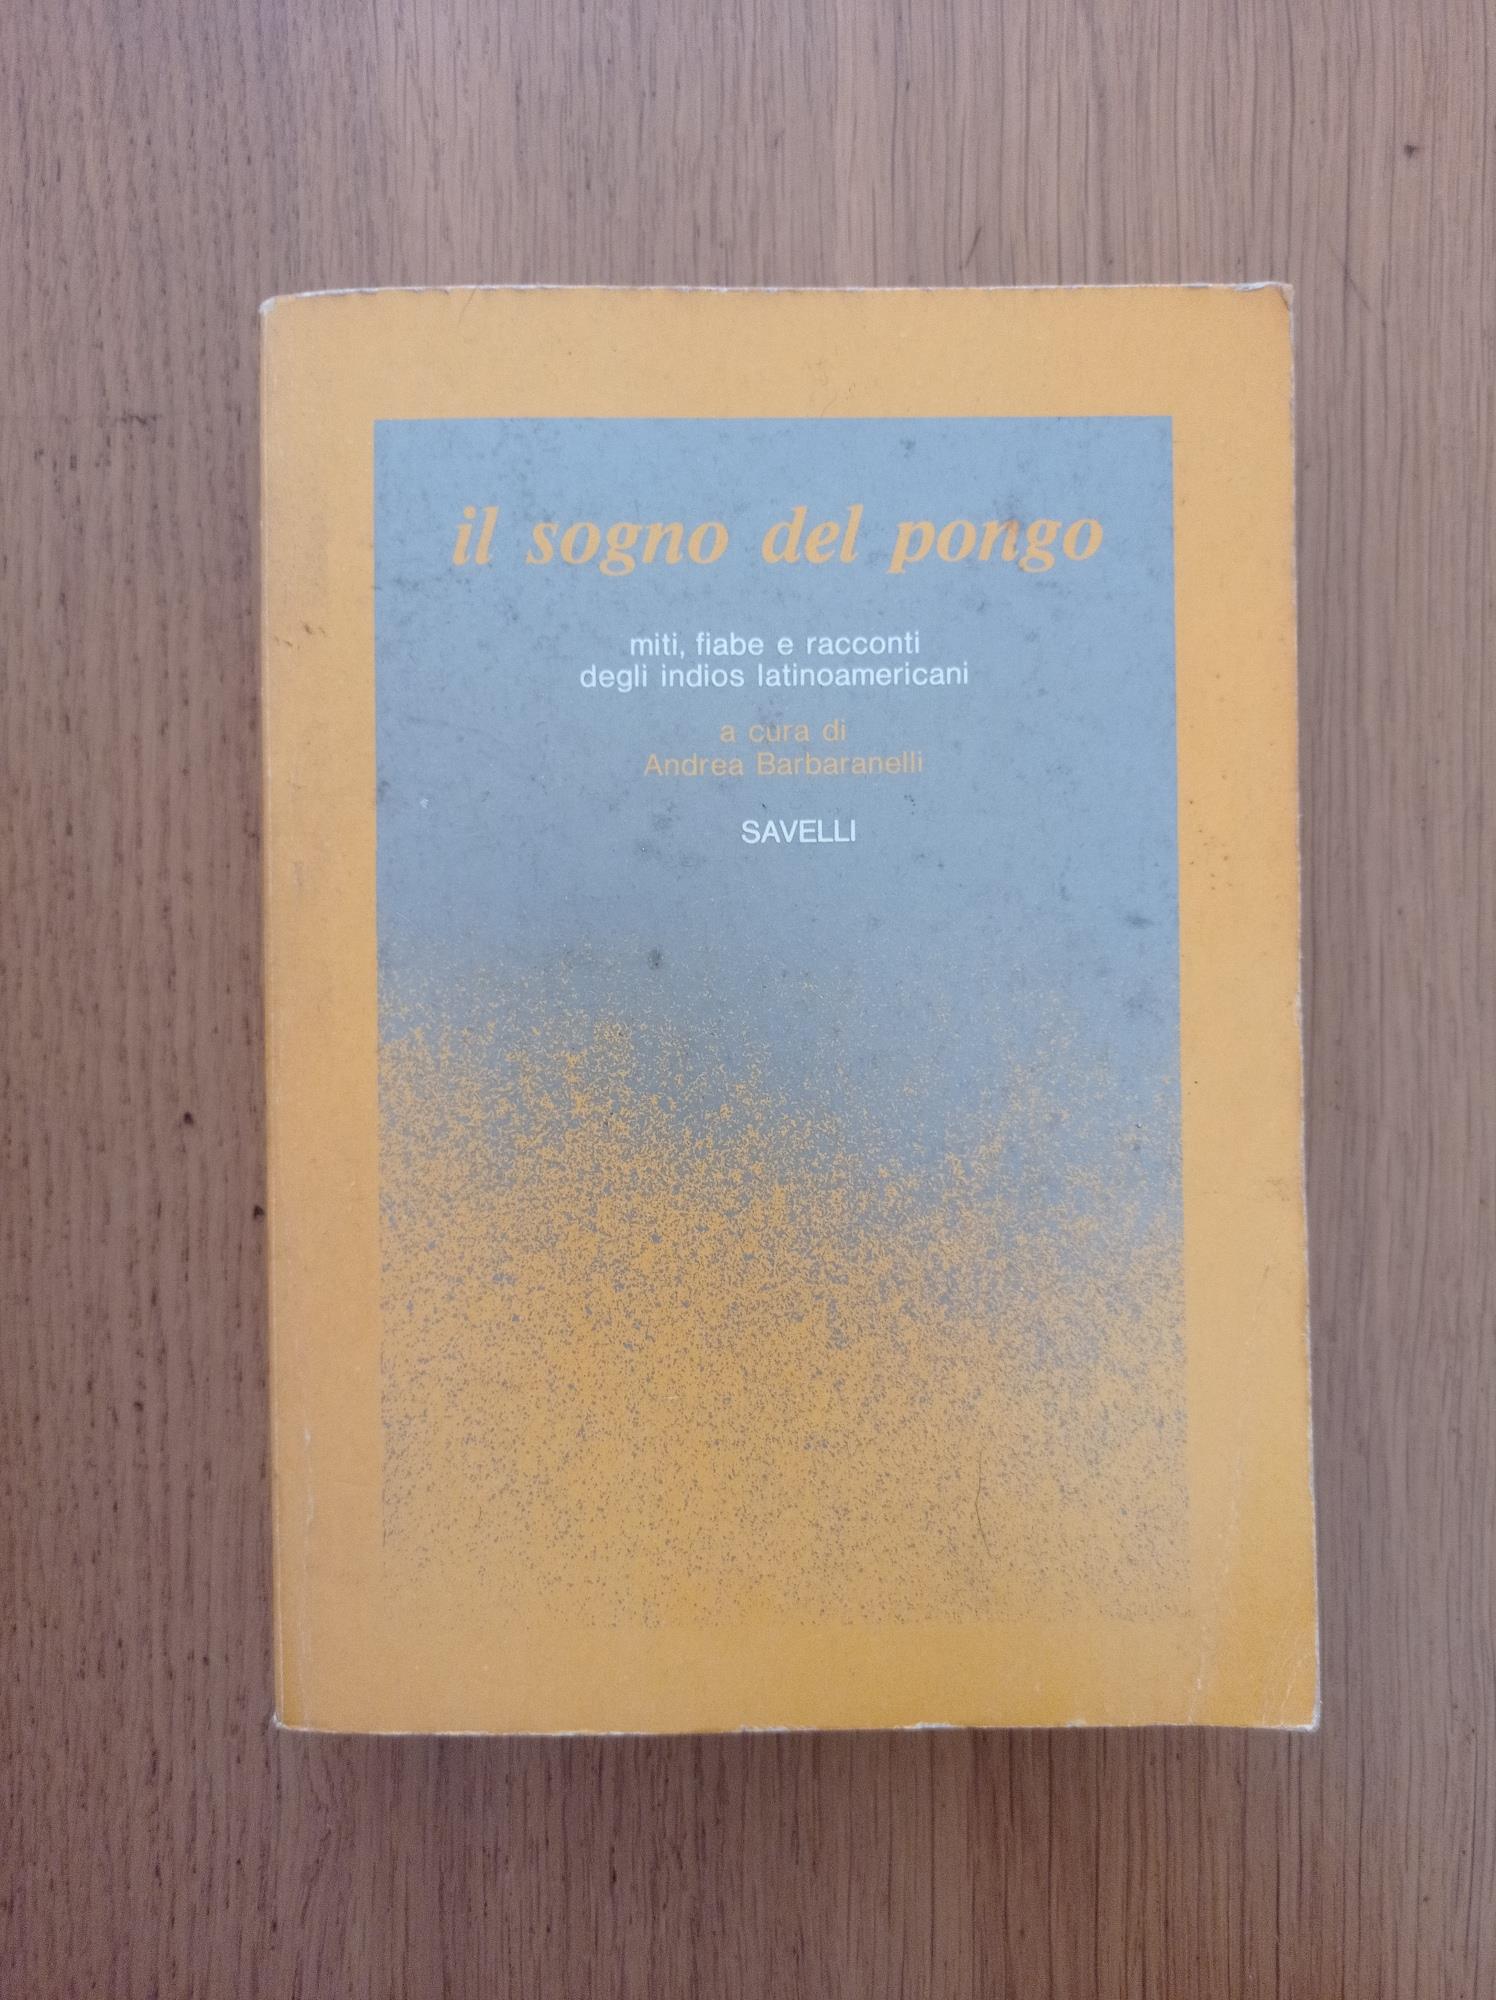 il sogno del pongo
miti, fiabe e racconti
degli indios latinoamericani
a cura di
Andrea Barbaranelli
SAVELLI